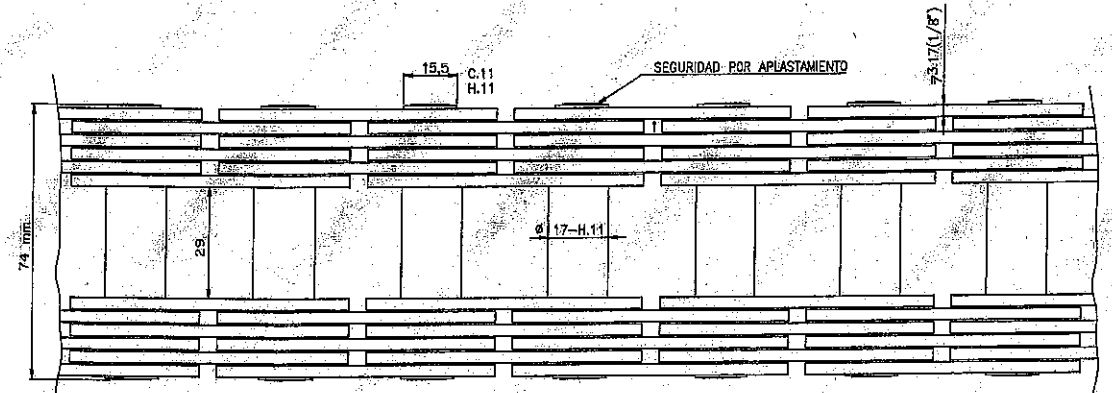 15,5
C.11
H.11
SEGURIDAD POR APLASTAMIENTO
=3.17(1/8")
74 mm.
29
ø 17-H.11